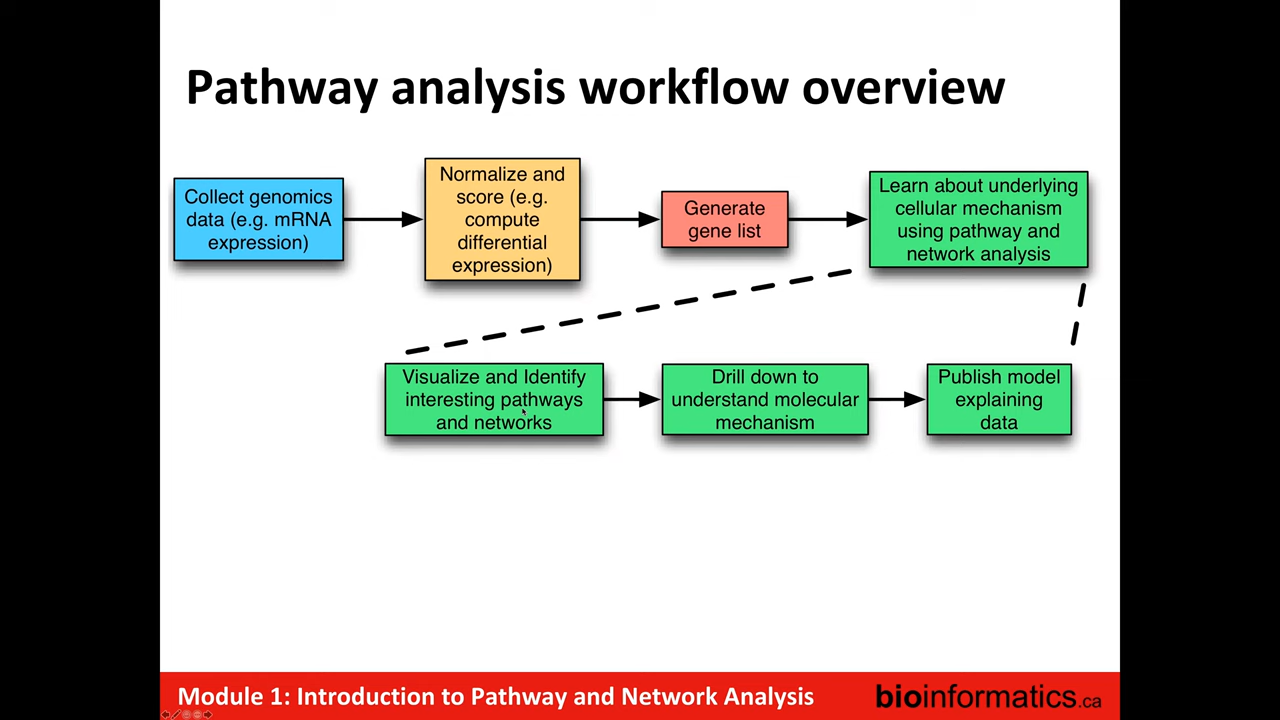 Pathway analysis workflow overview
Collect genomics
data (e.g. mRNA
expression)
Normalize and
score (e.g.
compute
differential
expression)
Generate
gene list
Learn about underlying
cellular mechanism
using pathway and
network analysis
Visualize and Identify
interesting pathways
and networks
Drill down to
understand molecular
mechanism
Publish model
explaining
data
Module 1: Introduction to Pathway and Network Analysis
bioinformatics.ca